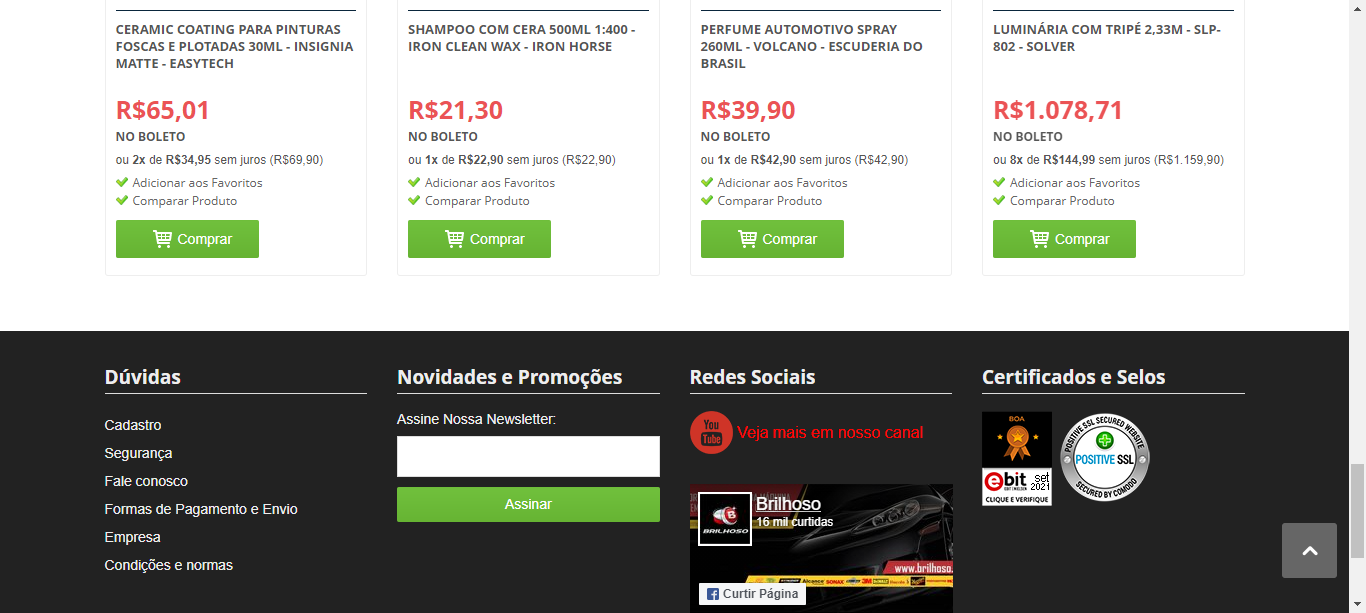 CERAMIC COATING PARA PINTURAS
FOSCAS E PLOTADAS 30ML - INSIGNIA
MATTE - EASYTECH
R$65,01
NO BOLETO
ou 2x de R$34,95 sem juros (R$69,90)
Adicionar aos Favoritos
Comparar Produto
Comprar
SHAMPOO COM CERA 500ML 1:400 -
IRON CLEAN WAX - IRON HORSE
R$21,30
NO BOLETO
ou 1x de R$22,90 sem juros (R$22,90)
Adicionar aos Favoritos
Comparar Produto
Comprar
PERFUME AUTOMOTIVO SPRAY
260ML - VOLCANO - ESCUDERIA DO
BRASIL
R$39,90
NO BOLETO
ou 1x de R$42,90 sem juros (R$42,90)
Adicionar aos Favoritos
Comparar Produto
Comprar
LUMINÁRIA COM TRIPÉ 2,33M - SLP-
802 - SOLVER
R$1.078,71
NO BOLETO
ou 8x de R$144,99 sem juros (R$1.159,90)
Adicionar aos Favoritos
Comparar Produto
Comprar
Dúvidas
Cadastro
Segurança
Fale conosco
Formas de Pagamento e Envio
Empresa
Condições e normas
Novidades e Promoções
Assine Nossa Newsletter:
Assinar
Redes Sociais
You
Tube
Veja mais em nosso canal
Brilhoso
16 mil curtidas
BRILHOSO
www.brilhoso.
Curtir Página
Certificados e Selos
BOA
ebit
set
2021
CLIQUE E VERIFIQUE
POSITIVE SSL SECURED WEBSITE
POSITIVE SSL
SECURED BY COMODO